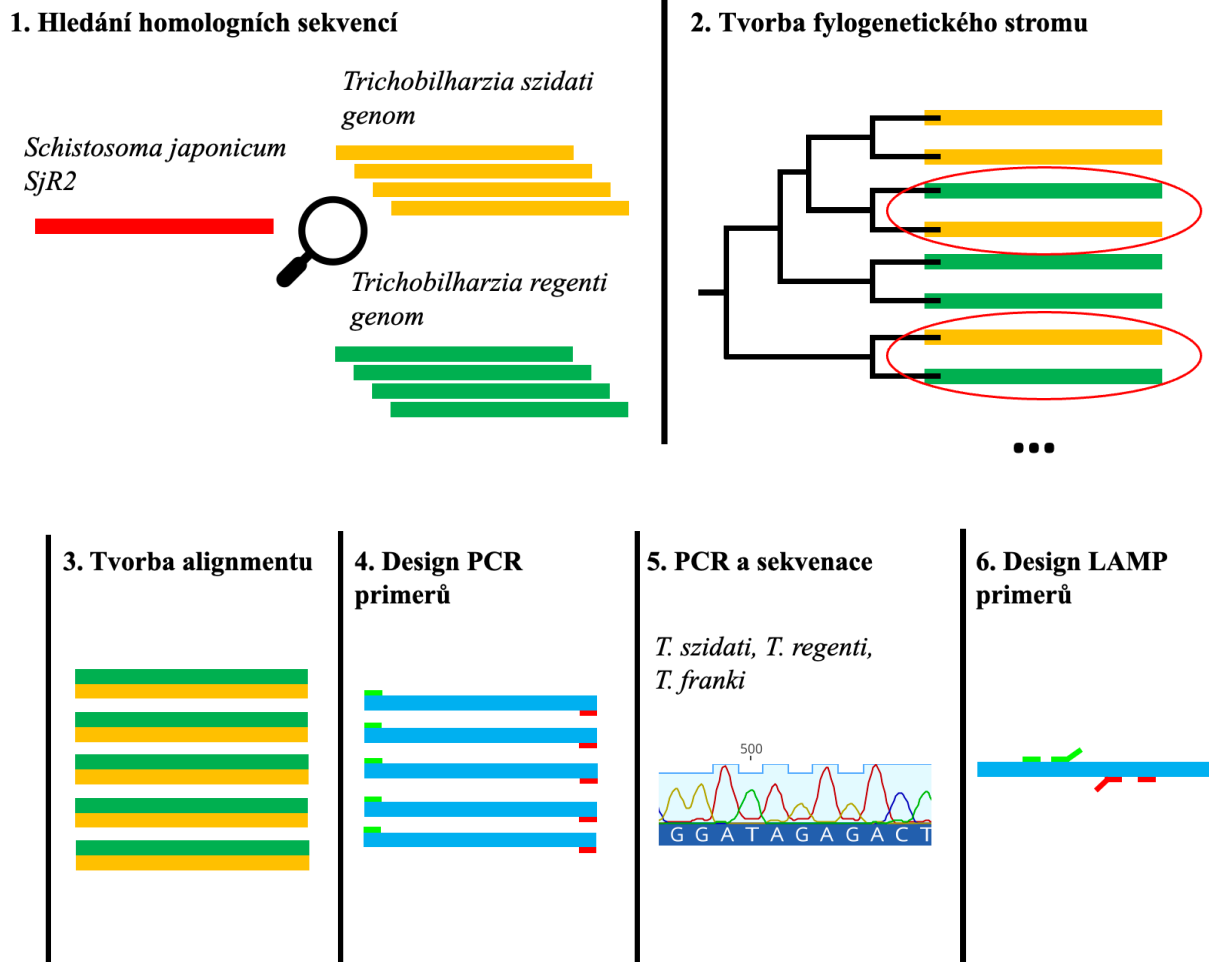 1. Hledání homologních sekvencí
Trichobilharzia szidati
genom
Schistosoma japonicum
SjR2
Trichobilharzia regenti
genom
2. Tvorba fylogenetického stromu
...
3. Tvorba alignmentu
4. Design PCR
primerů
5. PCR a sekvenace
T. szidati, T. regenti,
T. franki
500
G G A T A G A G A C T
6. Design LAMP
primerů